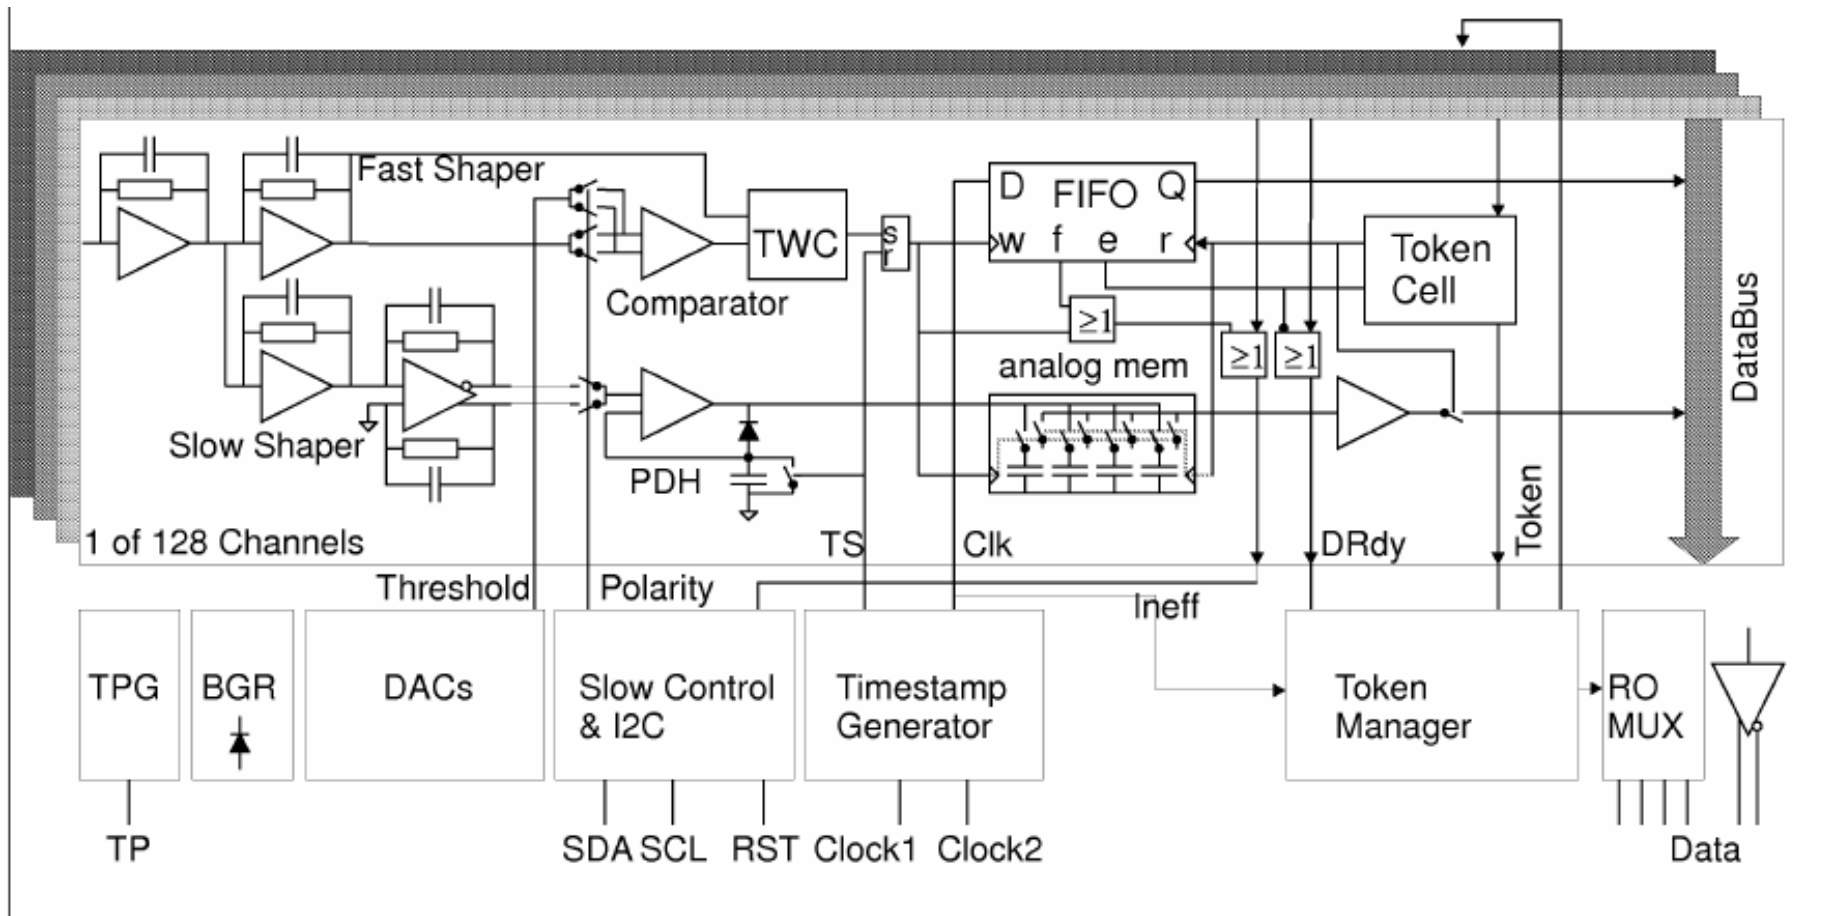 Fast Shaper
D FIFO Q
w f e r
TWC
s
r
Token
Cell
Comparator
≥1
≥1
≥1
analog mem
DataBus
Slow Shaper
PDH
Token
1 of 128 Channels
TS
Clk
DRdy
Threshold
Polarity
Ineff
TPG
BGR
DACs
Slow Control
& I2C
Timestamp
Generator
Token
Manager
RO
MUX
TP
SDA
SCL
RST
Clock1
Clock2
Data